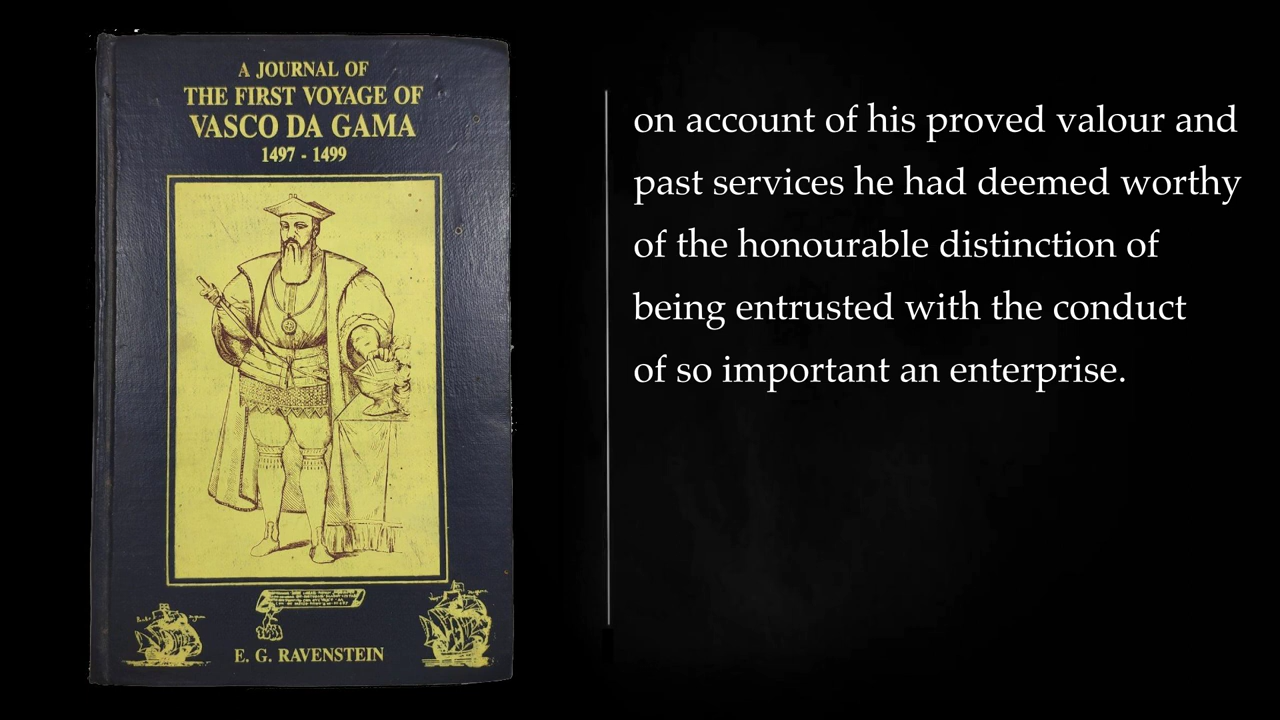 A JOURNAL OF
THE FIRST VOYAGE OF
VASCO DA GAMA
1497 - 1499
E. G. RAVENSTEIN
on account of his proved valour and
past services he had deemed worthy
of the honourable distinction of
being entrusted with the conduct
of so important an enterprise.